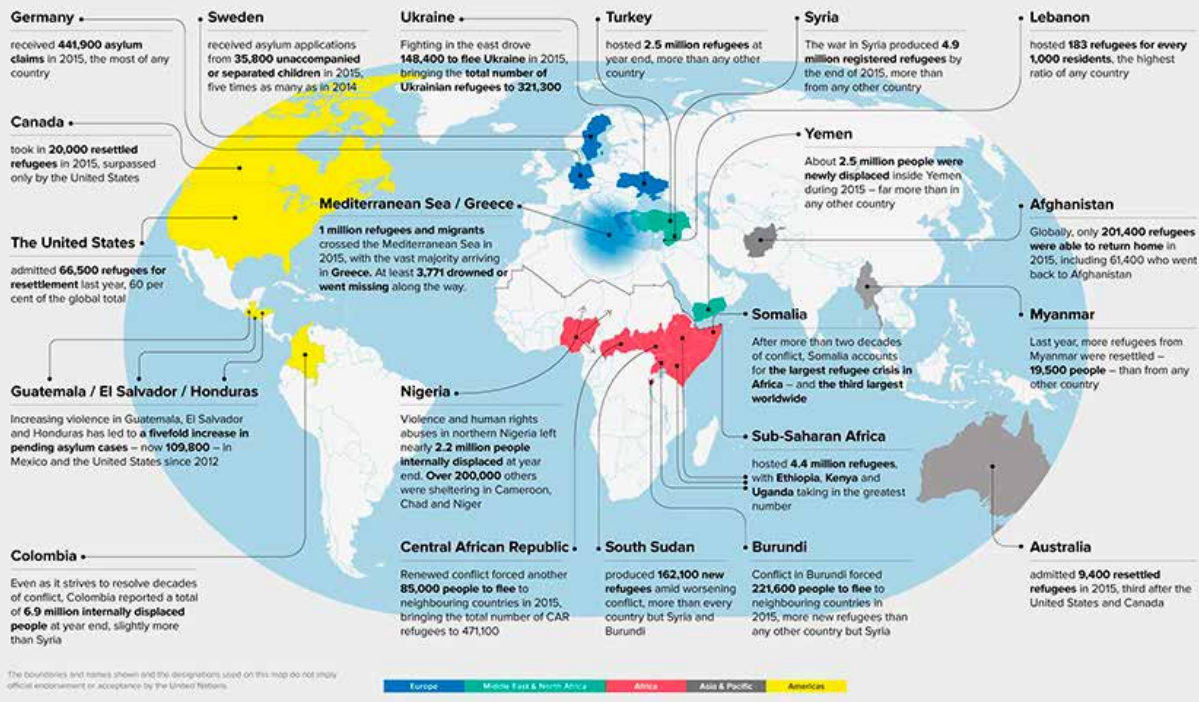 Germany
received 441,900 asylum
claims in 2015, the most of any
country
Sweden
received asylum applications
from 35,800 unaccompanied
or separated children in 2015,
five times as many as in 2014
Ukraine
Fighting in the east drove
148,400 to flee Ukraine in 2015,
bringing the total number of
Ukrainian refugees to 321,300
Turkey
hosted 2.5 million refugees at
year end, more than any other
country
Syria
The war in Syria produced 4.9
million registered refugees by
the end of 2015, more than
from any other country
Lebanon
hosted 183 refugees for every
1,000 residents, the highest
ratio of any country
Canada
took in 20,000 resettled
refugees in 2015, surpassed
only by the United States
Yemen
About 2.5 million people were
newly displaced inside Yemen
during 2015 – far more than in
any other country
Mediterranean Sea / Greece
1 million refugees and migrants
crossed the Mediterranean Sea in
2015, with the vast majority arriving
in Greece. At least 3,771 drowned or
went missing along the way.
Afghanistan
Globally, only 201,400 refugees
were able to return home in
2015, including 61,400 who went
back to Afghanistan
The United States
admitted 66,500 refugees for
resettlement last year, 60 per
cent of the global total
Somalia
After more than two decades
of conflict, Somalia accounts
for the largest refugee crisis in
Africa – and the third largest
worldwide
Myanmar
Last year, more refugees from
Myanmar were resettled –
19,500 people – than from any
other country
Guatemala / El Salvador / Honduras
Increasing violence in Guatemala, El Salvador
and Honduras has led to a fivefold increase in
pending asylum cases – now 109,800 – in
Mexico and the United States since 2012
Nigeria
Violence and human rights
abuses in northern Nigeria left
nearly 2.2 million people
internally displaced at year
end. Over 200,000 others
were sheltering in Cameroon,
Chad and Niger
Sub-Saharan Africa
hosted 4.4 million refugees,
with Ethiopia, Kenya and
Uganda taking in the greatest
number
Colombia
Even as it strives to resolve decades
of conflict, Colombia reported a total
of 6.9 million internally displaced
people at year end, slightly more
than Syria
Central African Republic
Renewed conflict forced another
85,000 people to flee to
neighbouring countries in 2015,
bringing the total number of CAR
refugees to 471,100
South Sudan
produced 162,100 new
refugees amid worsening
conflict, more than every
country but Syria and
Burundi
Burundi
Conflict in Burundi forced
221,600 people to flee to
neighbouring countries in
2015, more new refugees than
any other country but Syria
Australia
admitted 9,400 resettled
refugees in 2015, third after the
United States and Canada
The boundaries and names shown and the designations used on this map do not imply
official endorsement or acceptance by the United Nations.
Europe
Middle East & North Africa
Africa
Asia & Pacific
Americas